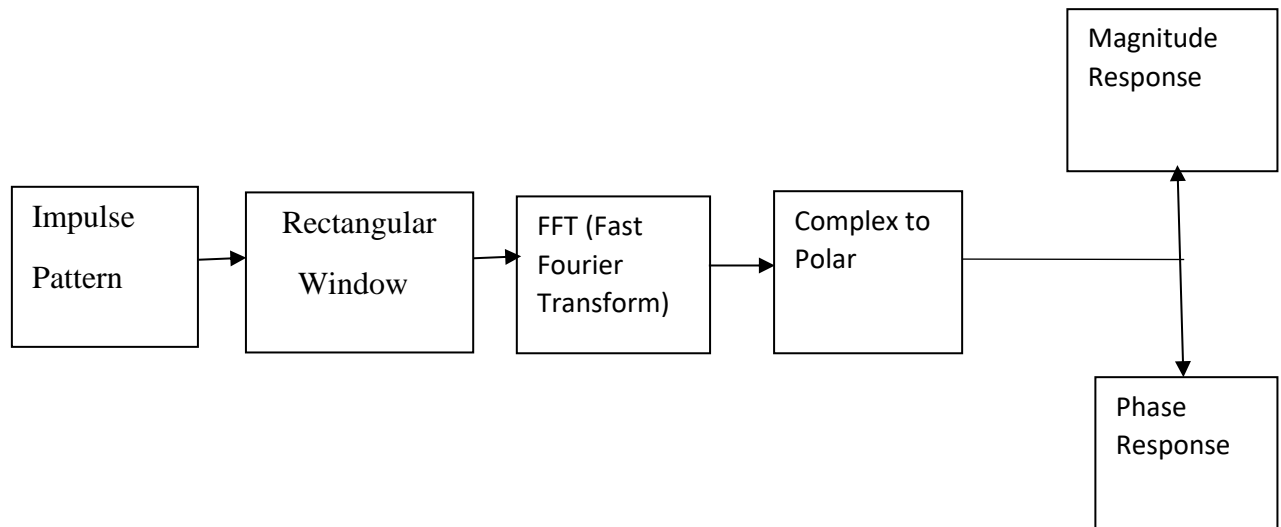 Impulse
Pattern
Rectangular
Window
FFT (Fast
Fourier
Transform)
Complex to
Polar
Magnitude
Response
Phase
Response